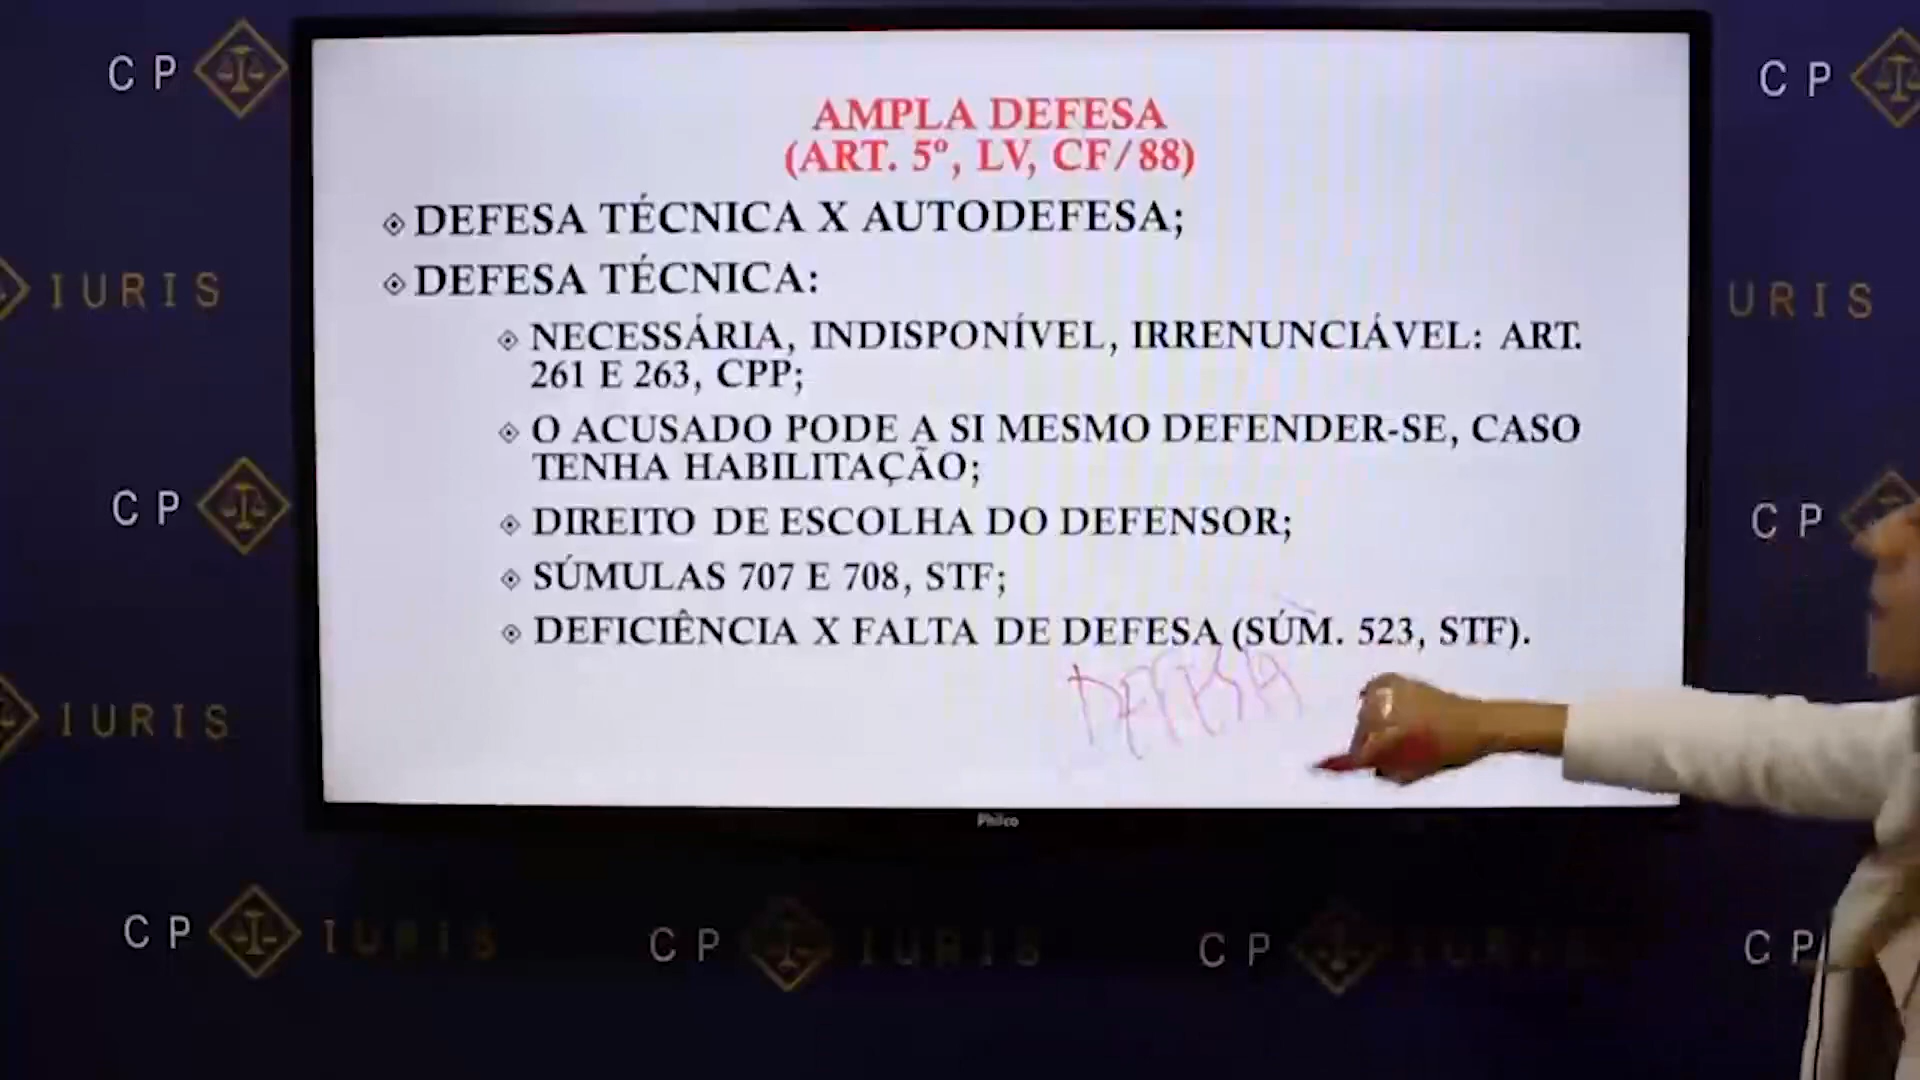 AMPLA DEFESA
(ART. 5º, LV, CF/88)
DEFESA TÉCNICA X AUTODEFESA;
DEFESA TÉCNICA:
NECESSÁRIA, INDISPONÍVEL, IRRENUNCIÁVEL: ART.
261 E 263, CPP;
O ACUSADO PODE A SI MESMO DEFENDER-SE, CASO
TENHA HABILITAÇÃO;
DIREITO DE ESCOLHA DO DEFENSOR;
SÚMULAS 707 E 708, STF;
DEFICIÊNCIA X FALTA DE DEFESA (SÚM. 523, STF).
DEFESA
Philco
CP
CP
IURIS
URIS
CP
CP
IURIS
CP IURIS
CP IURIS
CP IURIS
CP